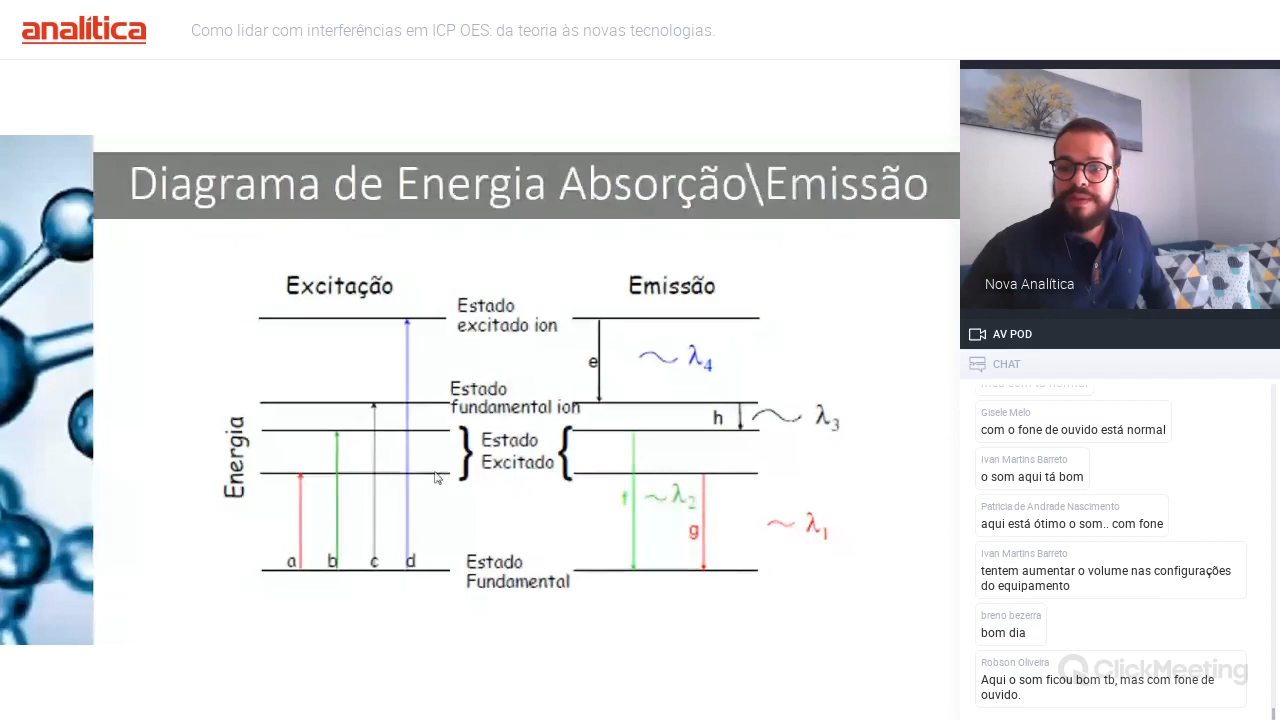 analítica
Como lidar com interferências em ICP OES: da teoria às novas tecnologias.
Diagrama de Energia Absorção\Emissão
Excitação
Emissão
Estado
excitado ion
e
~ λ4
Estado
fundamental ion
h
~ λ3
Energia
} Estado {
Excitado
f
~ λ2
g
~ λ1
a
b
c
d
Estado
Fundamental
Nova Analítica
AV POD
CHAT
Gisele Melo
com o fone de ouvido está normal
Ivan Martins Barreto
o som aqui tá bom
Patricia de Andrade Nascimento
aqui está ótimo o som.. com fone
Ivan Martins Barreto
tentem aumentar o volume nas configurações
do equipamento
breno bezerra
bom dia
Robson Oliveira
Aqui o som ficou bom tb, mas com fone de
ouvido.
ClickMeeting